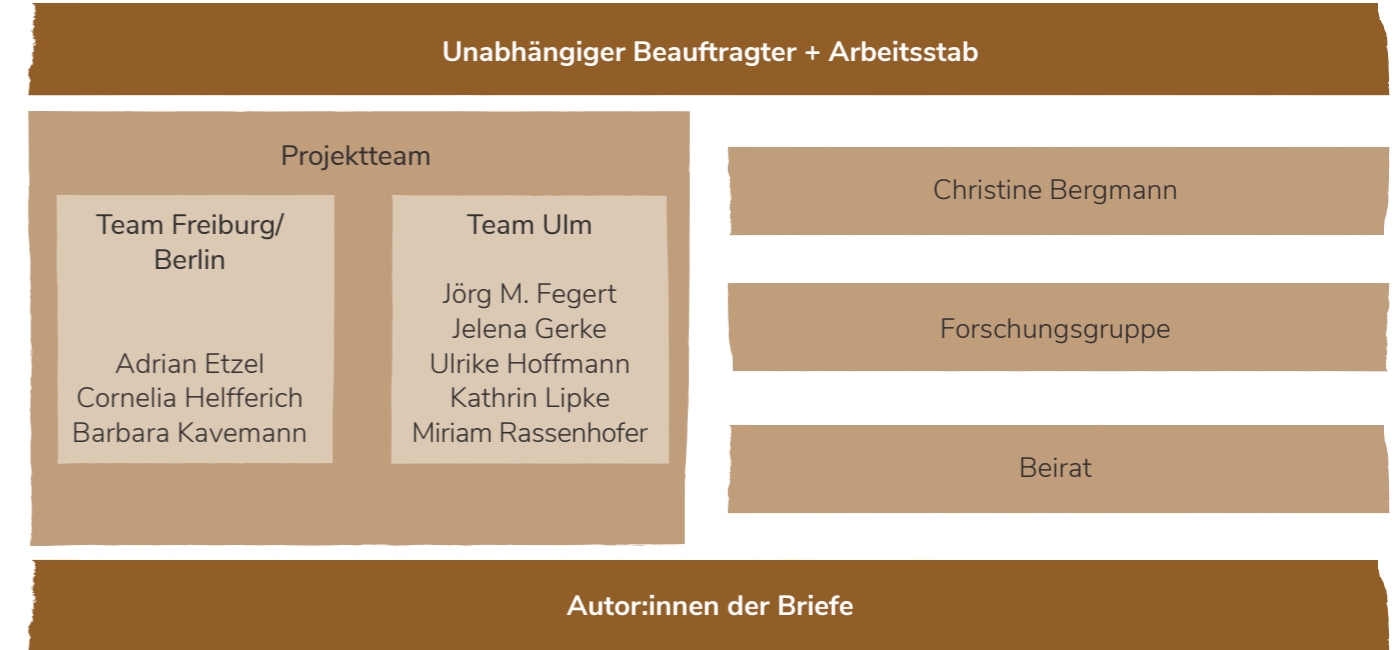 Unabhängiger Beauftragter + Arbeitsstab
Projektteam
Team Freiburg/
Berlin
Adrian Etzel
Cornelia Helfferich
Barbara Kavemann
Team Ulm
Jörg M. Fegert
Jelena Gerke
Ulrike Hoffmann
Kathrin Lipke
Miriam Rassenhofer
Christine Bergmann
Forschungsgruppe
Beirat
Autor:innen der Briefe